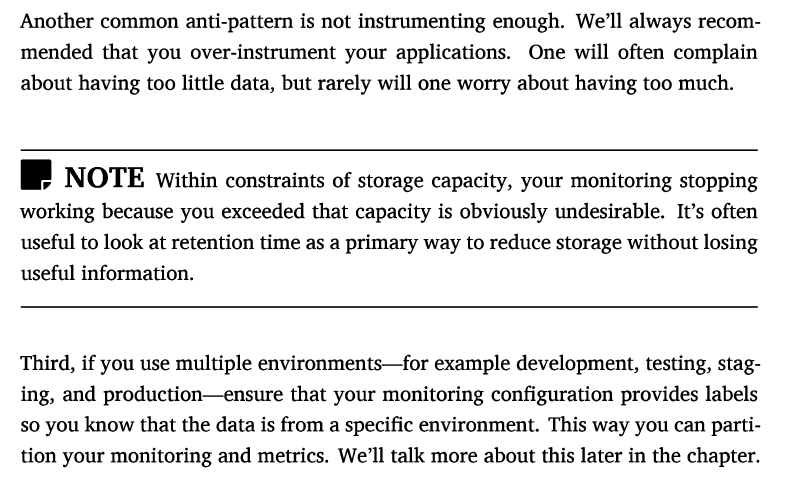 Another common anti-pattern is not instrumenting enough. We'll always recom-
mended that you over-instrument your applications. One will often complain
about having too little data, but rarely will one worry about having too much.
NOTE Within constraints of storage capacity, your monitoring stopping
working because you exceeded that capacity is obviously undesirable. It's often
useful to look at retention time as a primary way to reduce storage without losing
useful information.
Third, if you use multiple environments—for example development, testing, stag-
ing, and production—ensure that your monitoring configuration provides labels
so you know that the data is from a specific environment. This way you can parti-
tion your monitoring and metrics. We'll talk more about this later in the chapter.